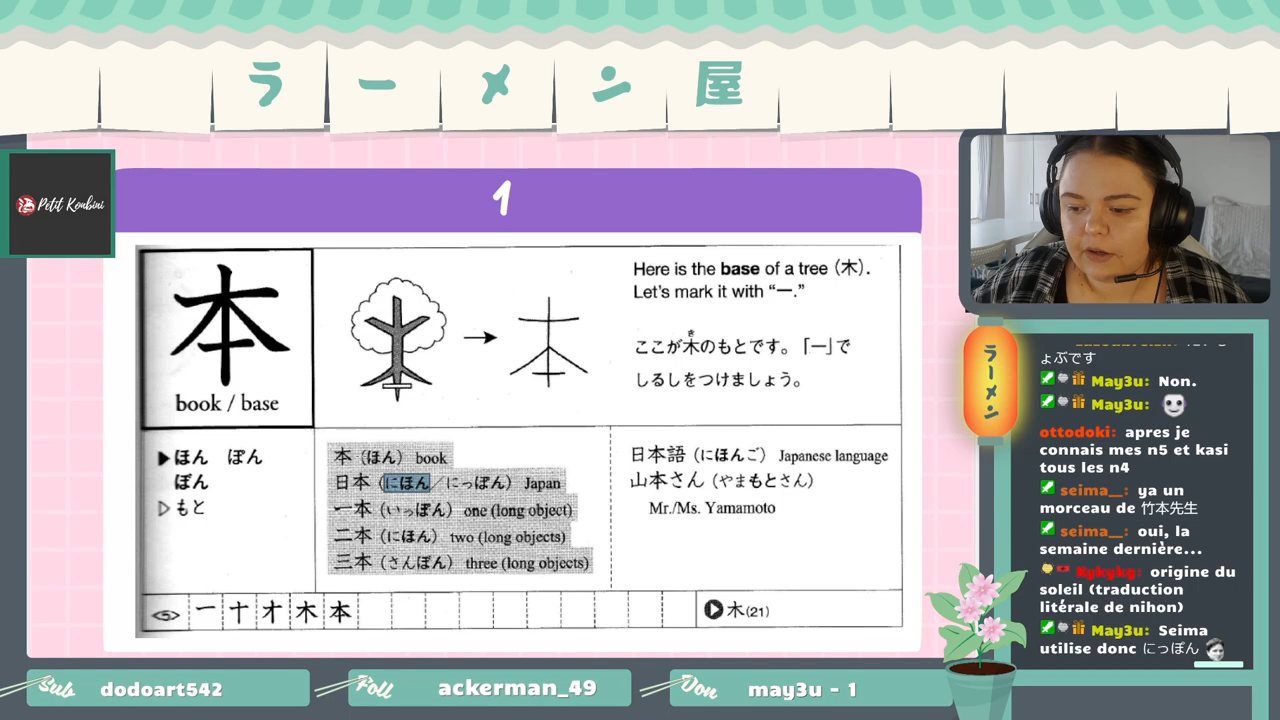 ラーメン屋
Petit Konbini
1
本
book / base
Here is the base of a tree (木).
Let's mark it with “一.”
き
ここが木のもとです。「一」で
しるしをつけましょう。
▶ほん ぽん
ぼん
▷もと
本 (ほん) book
日本 (にほん/にっぽん) Japan
一本 (いっぽん) one (long object)
二本 (にほん) two (long objects)
三本 (さんぼん) three (long objects)
日本語 (にほんご) Japanese language
山本さん (やまもとさん)
Mr./Ms. Yamamoto
<5> 一 十 才 木 本
木(21)
ラーメン
ょぶです
May3u: Non.
May3u:
ottodoki: apres je
connais mes n5 et kasi
tous les n4
seima__: ya un
morceau de 竹本先生
seima__: oui, la
semaine dernière...
Kykykg: origine du
soleil (traduction
litérale de nihon)
May3u: Seima
utilise donc にっぽん
Sub dodoart542
Foll ackerman_49
Don may3u - 1